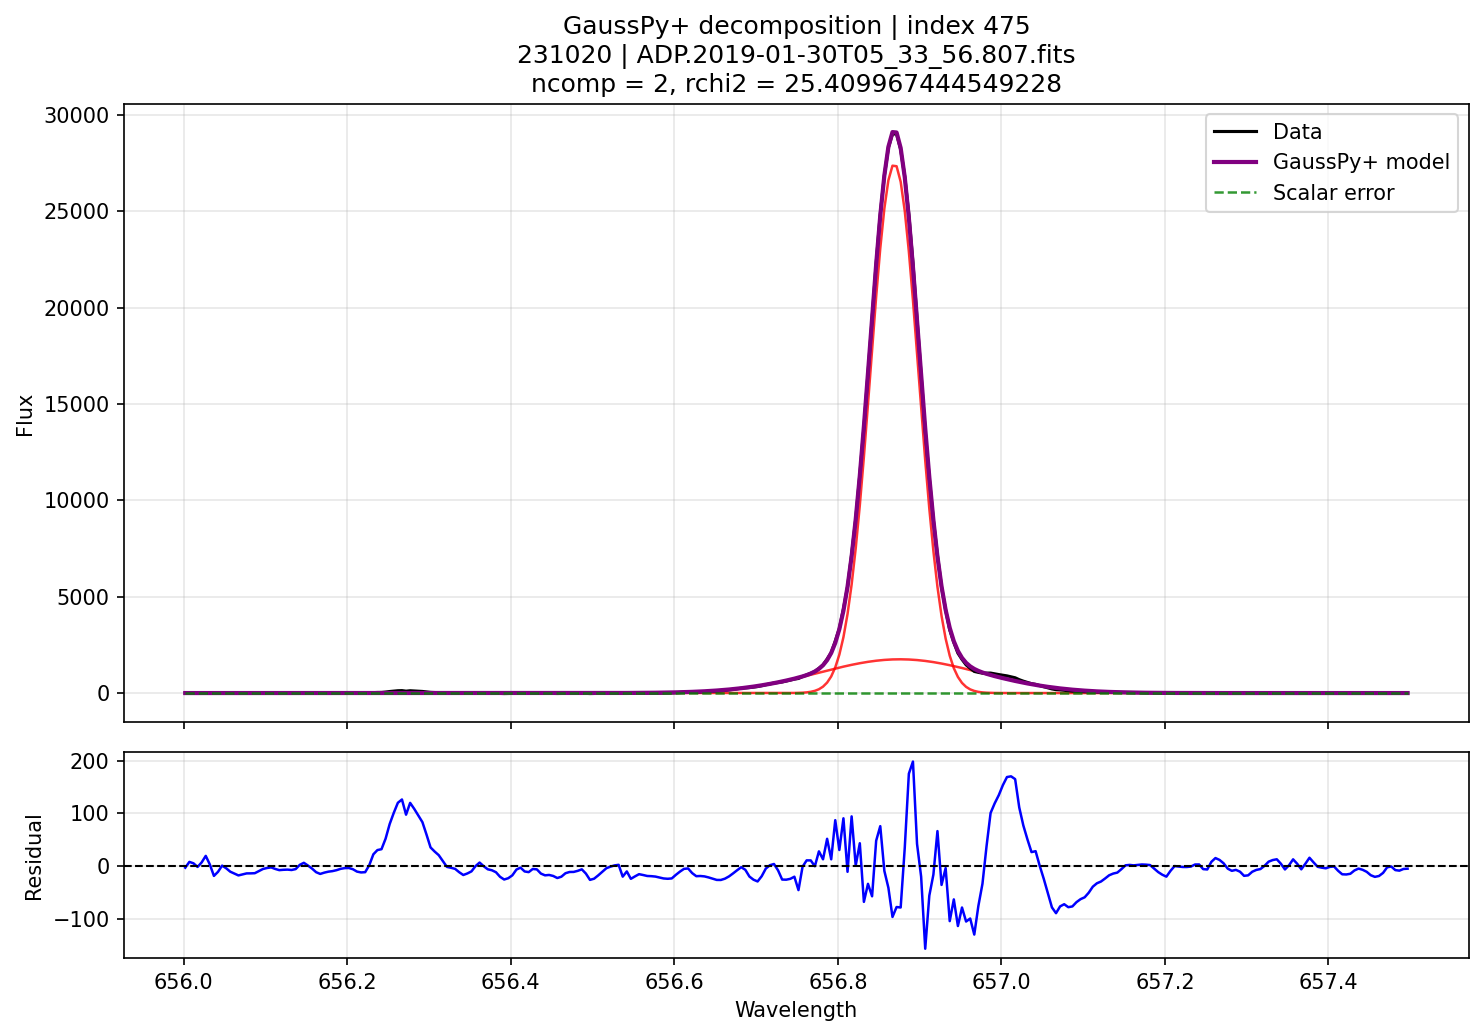 GaussPy+ decomposition | index 475
231020 | ADP.2019-01-30T05_33_56.807.fits
ncomp = 2, rchi2 = 25.409967444549228
30000
25000
20000
15000
10000
5000
0
Flux
Data
GaussPy+ model
Scalar error
200
100
0
−100
Residual
656.0 656.2 656.4 656.6 656.8 657.0 657.2 657.4
Wavelength